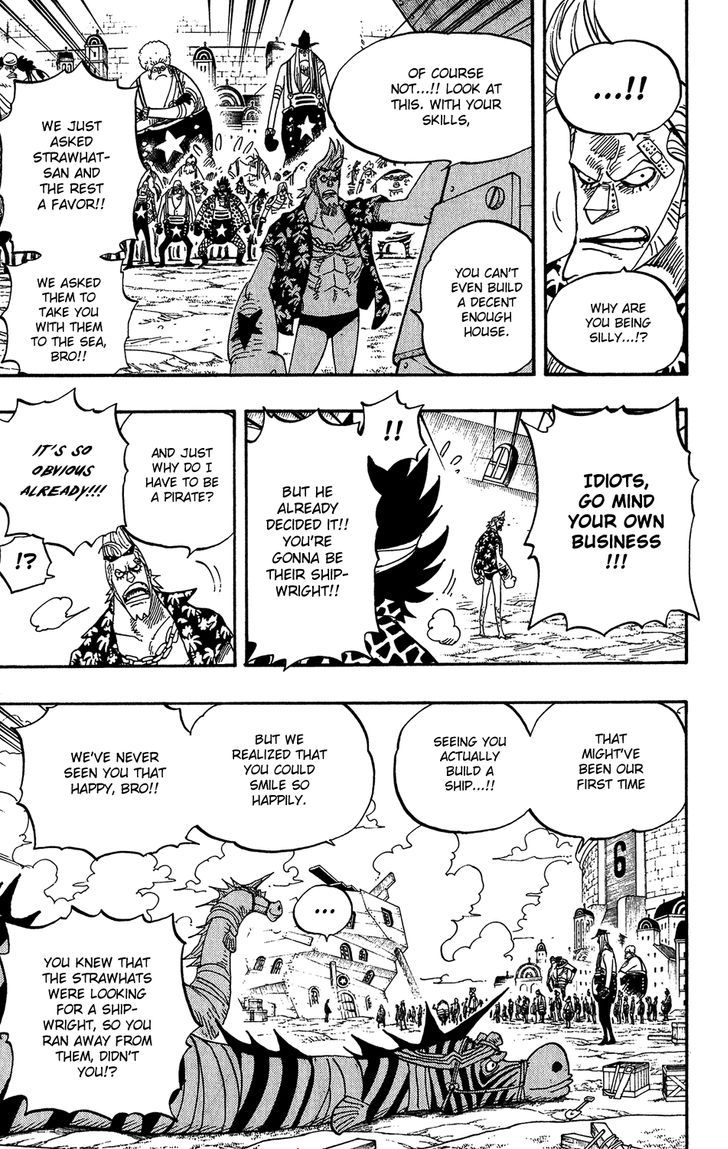 ...!!
WHY ARE
YOU BEING
SILLY...!?
OF COURSE
NOT...!! LOOK AT
THIS. WITH YOUR
SKILLS,
YOU CAN'T
EVEN BUILD
A DECENT
ENOUGH
HOUSE.
WE JUST
ASKED
STRAWHAT-
SAN AND
THE REST
A FAVOR!!
WE ASKED
THEM TO
TAKE YOU
WITH THEM
TO THE SEA,
BRO!!
IDIOTS,
GO MIND
YOUR OWN
BUSINESS
!!!
!!
BUT HE
ALREADY
DECIDED IT!!
YOU'RE
GONNA BE
THEIR SHIP-
WRIGHT!!
AND JUST
WHY DO I
HAVE TO BE
A PIRATE?
IT'S SO
OBVIOUS
ALREADY!!!
!?
THAT
MIGHT'VE
BEEN OUR
FIRST TIME
SEEING YOU
ACTUALLY
BUILD A
SHIP...!!
BUT WE
REALIZED THAT
YOU COULD
SMILE SO
HAPPILY.
WE'VE NEVER
SEEN YOU THAT
HAPPY, BRO!!
6
...
YOU KNEW THAT
THE STRAWHATS
WERE LOOKING
FOR A SHIP-
WRIGHT, SO YOU
RAN AWAY FROM
THEM, DIDN'T
YOU!?